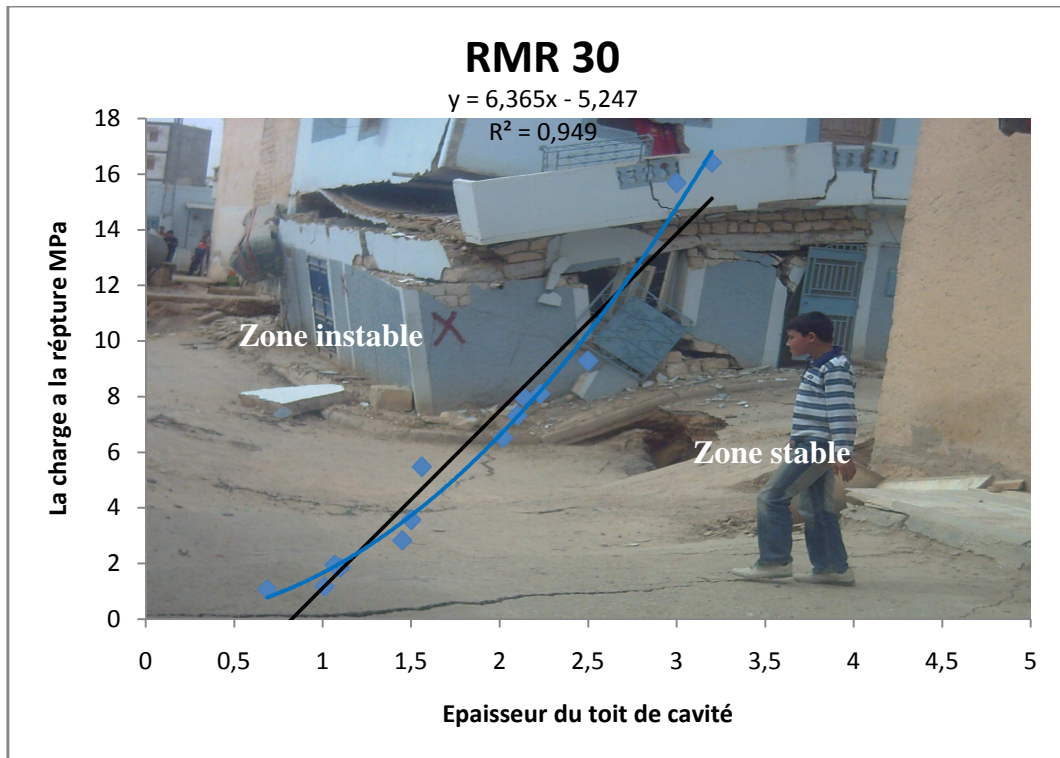 RMR 30
y = 6,365x - 5,247
R² = 0,949
La charge a la répture MPa
18
16
14
12
10
8
6
4
2
0
Zone instable
Zone stable
0 0,5 1 1,5 2 2,5 3 3,5 4 4,5 5
Epaisseur du toit de cavité